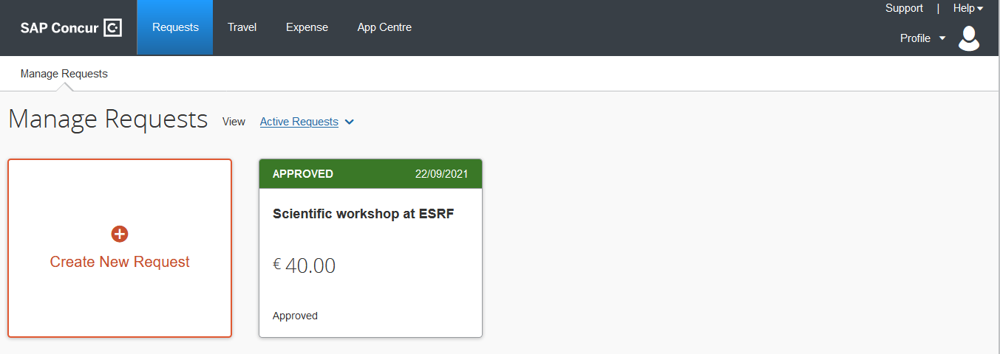 Support | Help
SAP Concur C. Requests Travel Expense App Centre
Profile
Manage Requests
Manage Requests View Active Requests
APPROVED 22/09/2021
Scientific workshop at ESRF
€ 40.00
Create New Request
Approved